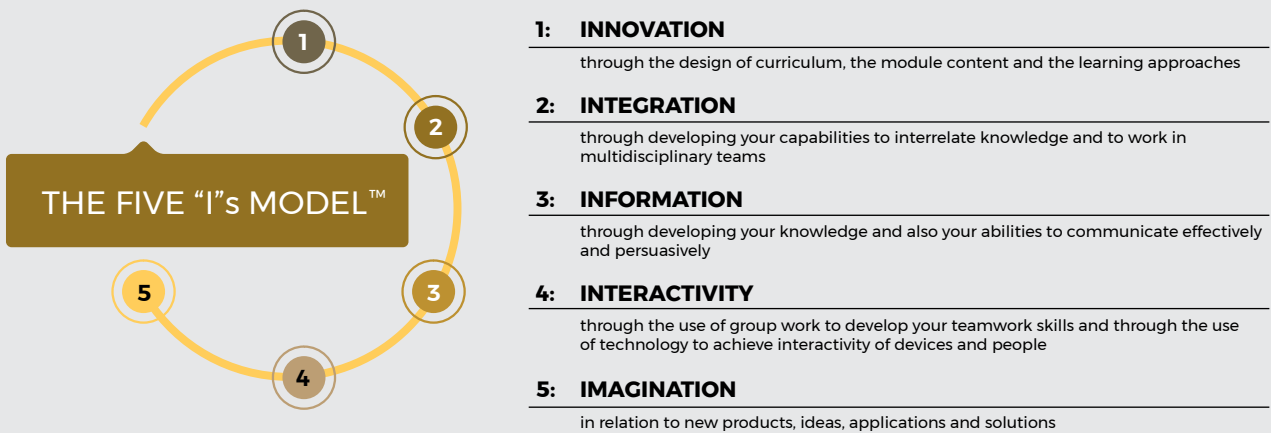 THE FIVE “I”s MODEL™
1
2
3
4
5
1: INNOVATION
through the design of curriculum, the module content and the learning approaches
2: INTEGRATION
through developing your capabilities to interrelate knowledge and to work in
multidisciplinary teams
3: INFORMATION
through developing your knowledge and also your abilities to communicate effectively
and persuasively
4: INTERACTIVITY
through the use of group work to develop your teamwork skills and through the use
of technology to achieve interactivity of devices and people
5: IMAGINATION
in relation to new products, ideas, applications and solutions